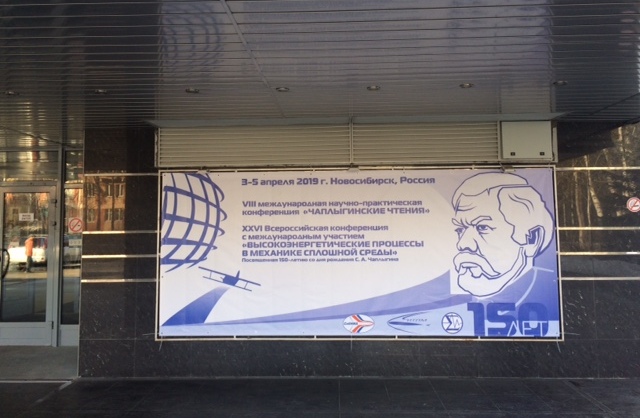 3-5 апреля 2019 г. Новосибирск, Россия
VIII международная научно-практическая
конференция «ЧАПЛЫГИНСКИЕ ЧТЕНИЯ»
XXVI Всероссийская конференция
с международным участием
«ВЫСОКОЭНЕРГЕТИЧЕСКИЕ ПРОЦЕССЫ
В МЕХАНИКЕ СПЛОШНОЙ СРЕДЫ»
Посвященная 150-летию со дня рождения С. А. Чаплыгина
150
ЛЕТ